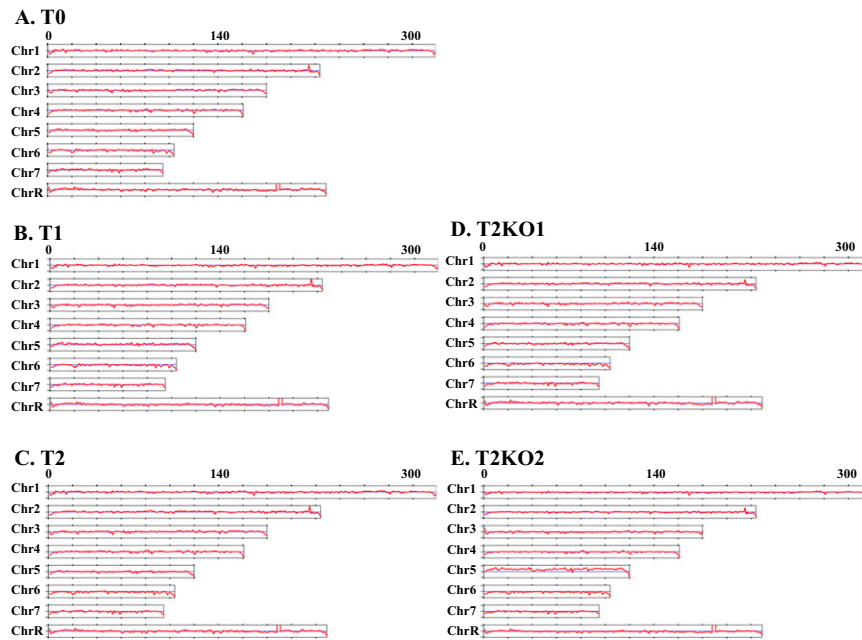 A. T0
0 140 300
Chr1
Chr2
Chr3
Chr4
Chr5
Chr6
Chr7
ChrR
B. T1
0 140 300
Chr1
Chr2
Chr3
Chr4
Chr5
Chr6
Chr7
ChrR
D. T2KO1
0 140 300
Chr1
Chr2
Chr3
Chr4
Chr5
Chr6
Chr7
ChrR
C. T2
0 140 300
Chr1
Chr2
Chr3
Chr4
Chr5
Chr6
Chr7
ChrR
E. T2KO2
0 140 300
Chr1
Chr2
Chr3
Chr4
Chr5
Chr6
Chr7
ChrR